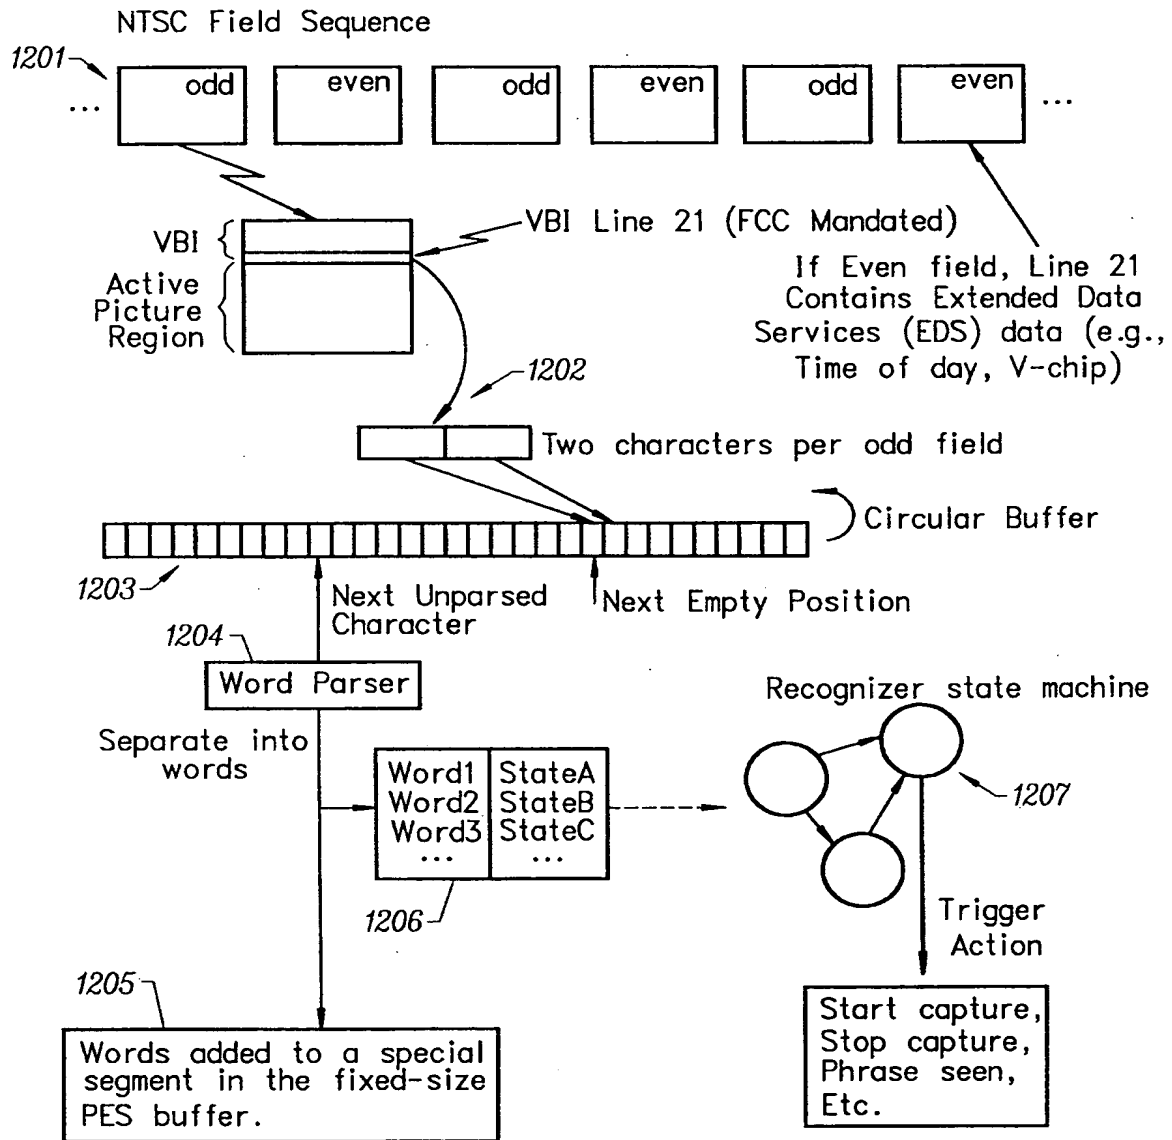 NTSC Field Sequence
1201
... odd even odd even odd even ...
VBI
VBI Line 21 (FCC Mandated)
Active
Picture
Region
If Even field, Line 21
Contains Extended Data
Services (EDS) data (e.g.,
Time of day, V-chip)
1202
Two characters per odd field
Circular Buffer
1203
Next Unparsed
Character
Next Empty Position
1204
Word Parser
Separate into
words
Recognizer state machine
Word1 StateA
Word2 StateB
Word3 StateC
... ...
1206
1207
Trigger
Action
1205
Words added to a special
segment in the fixed-size
PES buffer.
Start capture,
Stop capture,
Phrase seen,
Etc.